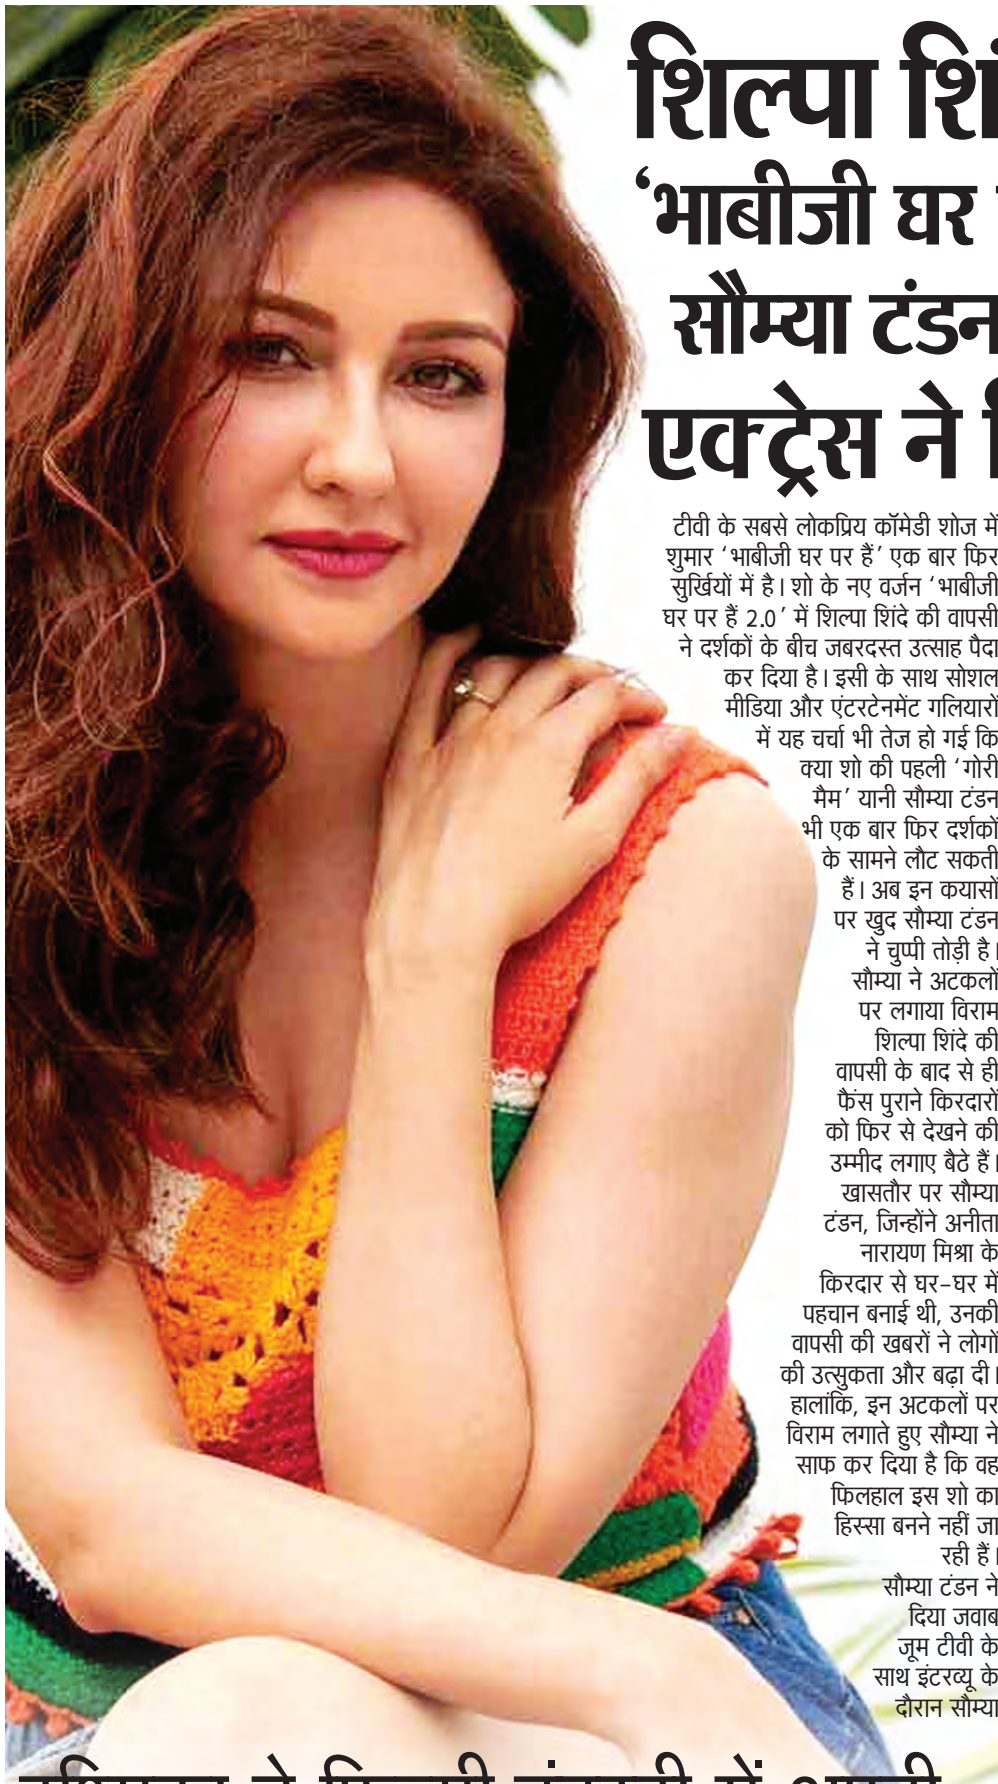 शिल्पा
‘भाबीजी घर
सौम्या टंडन
एक्ट्रेस ने
टीवी के सबसे लोकप्रिय कॉमेडी शोज में
शुमार ‘भाबीजी घर पर हैं’ एक बार फिर
सुर्खियों में है। शो के नए वर्जन ‘भाबीजी
घर पर हैं 2.0’ में शिल्पा शिंदे की वापसी
ने दर्शकों के बीच जबरदस्त उत्साह पैदा
कर दिया है। इसी के साथ सोशल
मीडिया और एंटरटेनमेंट गलियारों
में यह चर्चा भी तेज हो गई कि
क्या शो की पहली ‘गोरी
मैम’ यानी सौम्या टंडन
भी एक बार फिर दर्शकों
के सामने लौट सकती
हैं। अब इन कयासों
पर खुद सौम्या टंडन
ने चुप्पी तोड़ी है।
सौम्या ने अटकलों
पर लगाया विराम
शिल्पा शिंदे की
वापसी के बाद से ही
फैंस पुराने किरदारों
को फिर से देखने की
उम्मीद लगाए बैठे हैं।
खासतौर पर सौम्या
टंडन, जिन्होंने अनीता
नारायण मिश्रा के
किरदार से घर-घर में
पहचान बनाई थी, उनकी
वापसी की खबरों ने लोगों
की उत्सुकता और बढ़ा दी।
हालांकि, इन अटकलों पर
विराम लगाते हुए सौम्या ने
साफ कर दिया है कि वह
फिलहाल इस शो का
हिस्सा बनने नहीं जा
रही हैं।
सौम्या टंडन ने
दिया जवाब
जूम टीवी के
साथ इंटरव्यू के
दौरान सौम्या